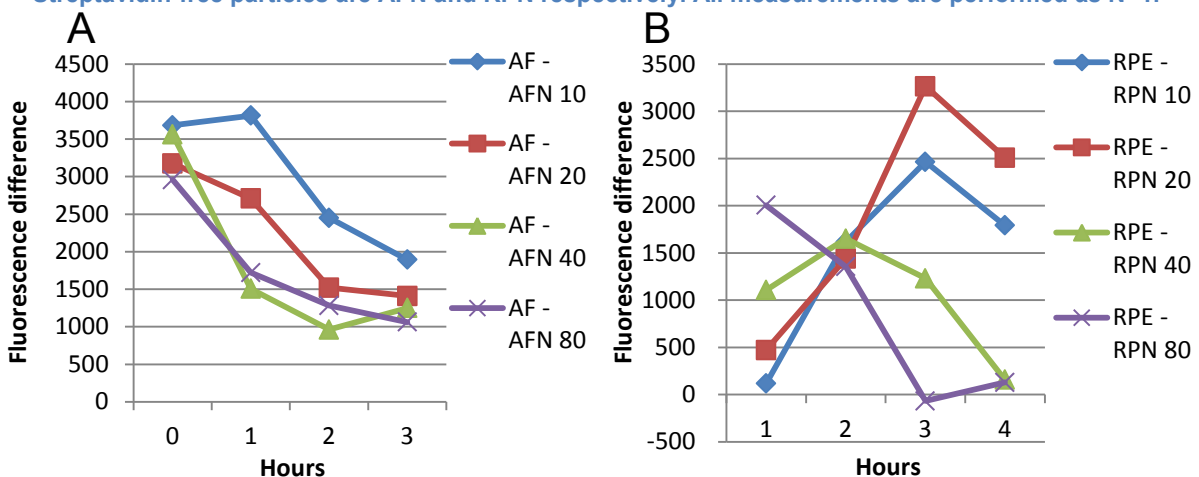 Streptavidin free particles are AFN and AFN respectively. All measurements are performed as
A
4500
4000
3500
3000
2500
2000
1500
1000
500
0
0 1 2 3
Hours
Fluorescence difference
AF -
AFN 10
AF -
AFN 20
AF -
AFN 40
AF -
AFN 80
B
3500
3000
2500
2000
1500
1000
500
0
-500
1 2 3 4
Hours
Fluorescence difference
RPE -
RPN 10
RPE -
RPN 20
RPE -
RPN 40
RPE -
RPN 80